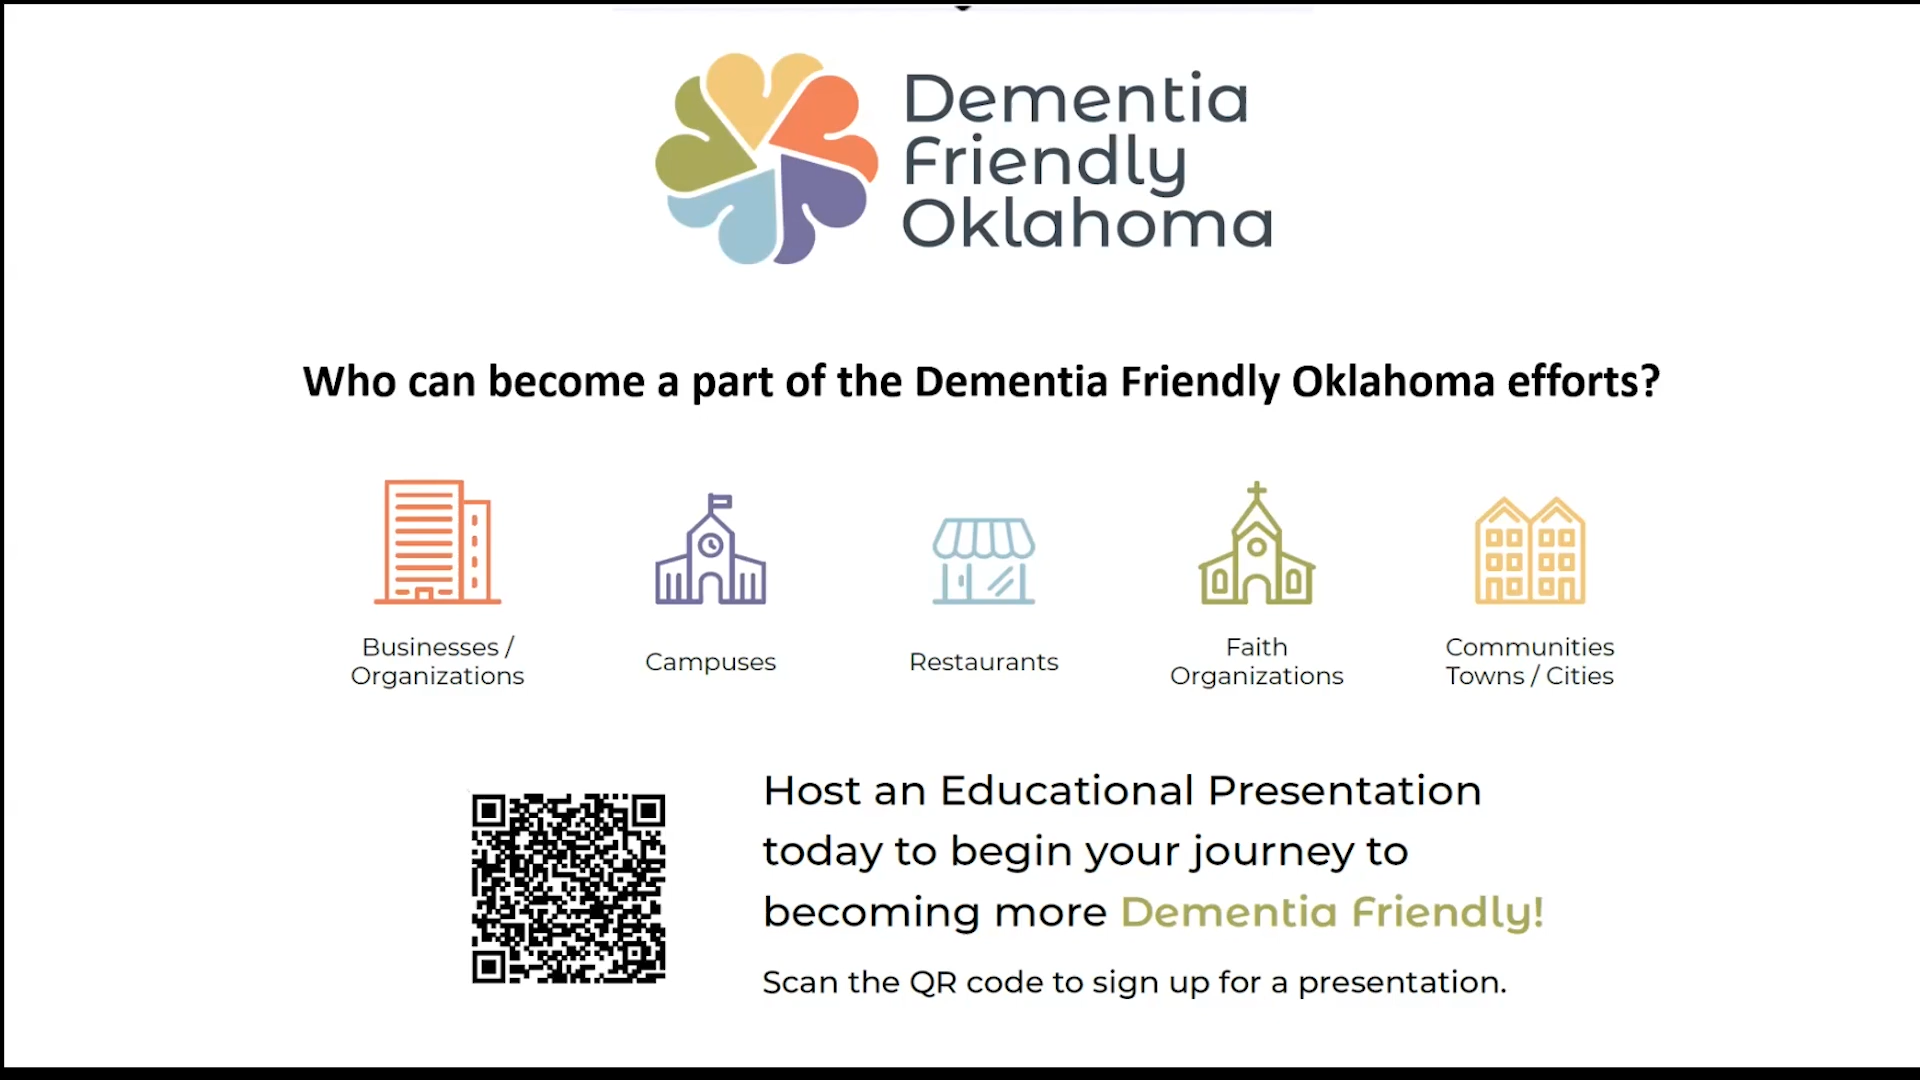 Dementia
Friendly
Oklahoma
Who can become a part of the Dementia Friendly Oklahoma efforts?
Businesses /
Organizations
Campuses
Restaurants
Faith
Organizations
Communities
Towns / Cities
Host an Educational Presentation
today to begin your journey to
becoming more Dementia Friendly!
Scan the QR code to sign up for a presentation.